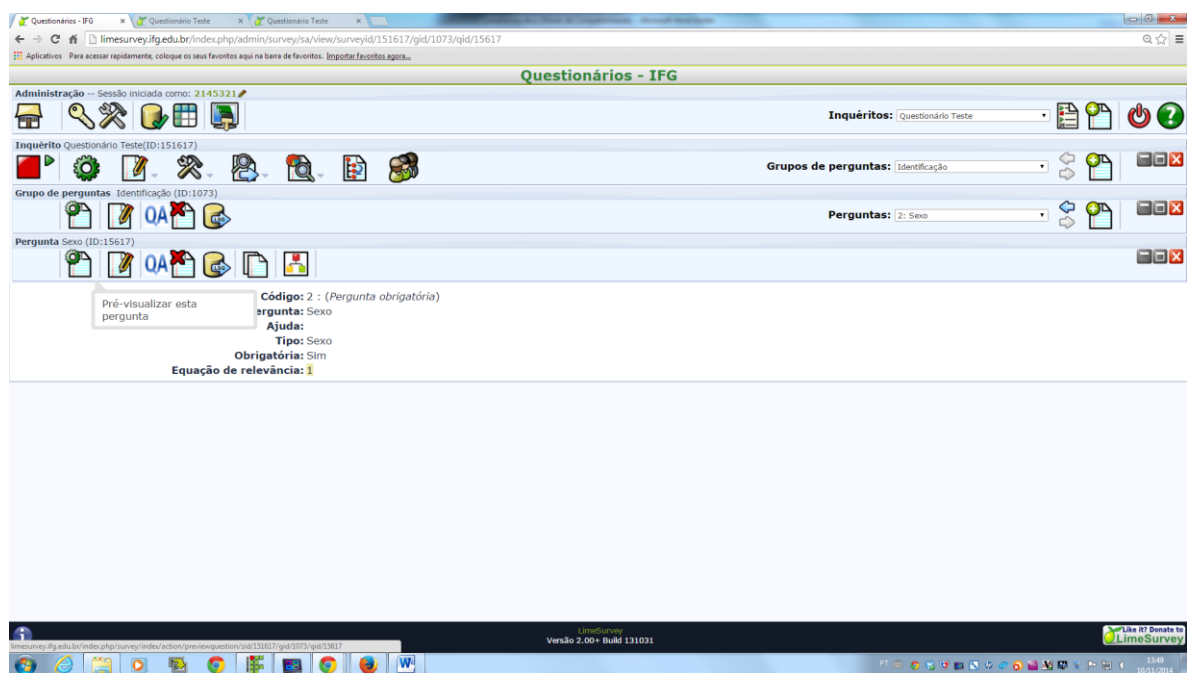 Questionários - IFG
Questionário Teste
Questionário Teste
limesurvey.ifg.edu.br/index.php/admin/survey/sa/view/surveyid/151617/gid/1073/qid/15617
Aplicativos Para acessar rapidamente, coloque os seus favoritos aqui na barra de favoritos. Importar favoritos agora...
Questionários - IFG
Administração -- Sessão iniciada como: 2145321
Inquéritos: Questionário Teste
Inquérito Questionário Teste(ID:151617)
Grupos de perguntas: Identificação
Grupo de perguntas Identificação (ID:1073)
QA
Perguntas: 2: Sexo
Pergunta Sexo (ID:15617)
QA
Pré-visualizar esta
pergunta
Código: 2 : (Pergunta obrigatória)
ergunta: Sexo
Ajuda:
Tipo: Sexo
Obrigatória: Sim
Equação de relevância: 1
LimeSurvey
Versão 2.00+ Build 131031
Like it? Donate to
LimeSurvey
limesurvey.ifg.edu.br/index.php/survey/index/action/previewquestion/sid/151617/gid/1073/qid/15617
PT
13:49
10/11/2014